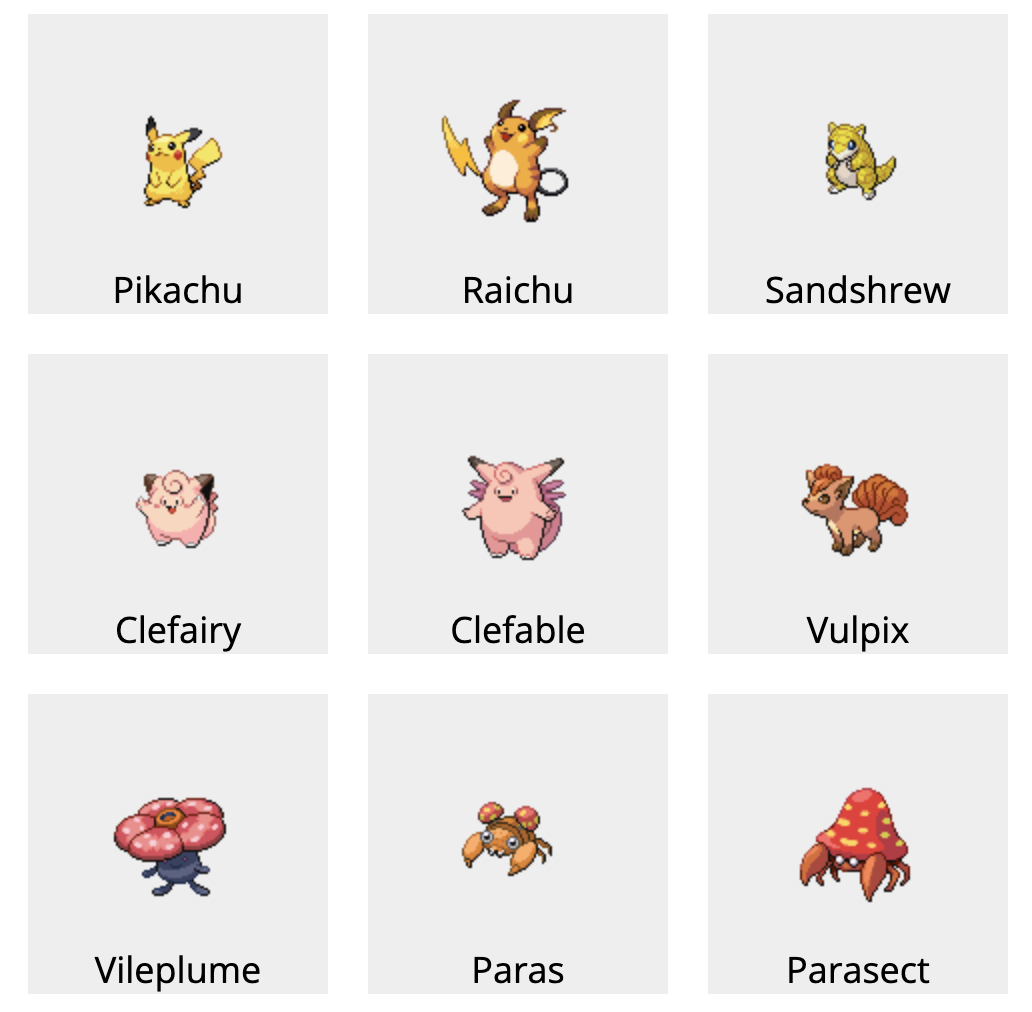 Pikachu
Raichu
Sandshrew
Clefairy
Clefable
Vulpix
Vileplume
Paras
Parasect